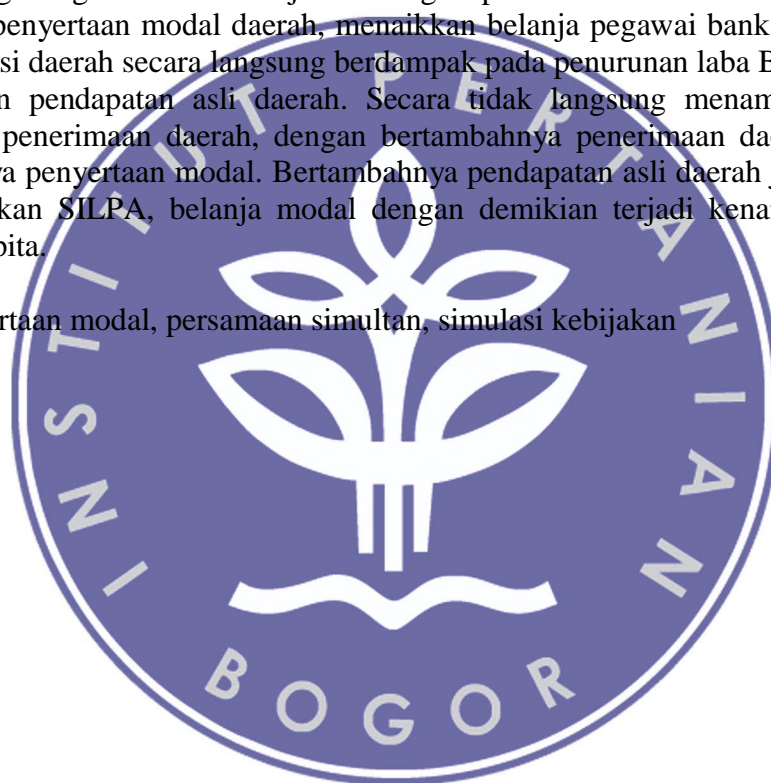 penyertaan modal daerah, menaikkan belanja pegawai bank
si daerah secara langsung berdampak pada penurunan laba B
n pendapatan asli daerah. Secara tidak langsung menam
penerimaan daerah, dengan bertambahnya penerimaan da
a penyertaan modal. Bertambahnya pendapatan asli daerah j
kan SILPA, belanja modal dengan demikian terjadi kena
pita.
rtaan modal, persamaan simultan, simulasi kebijakan
INSTITUT PERTANIAN
BOGOR